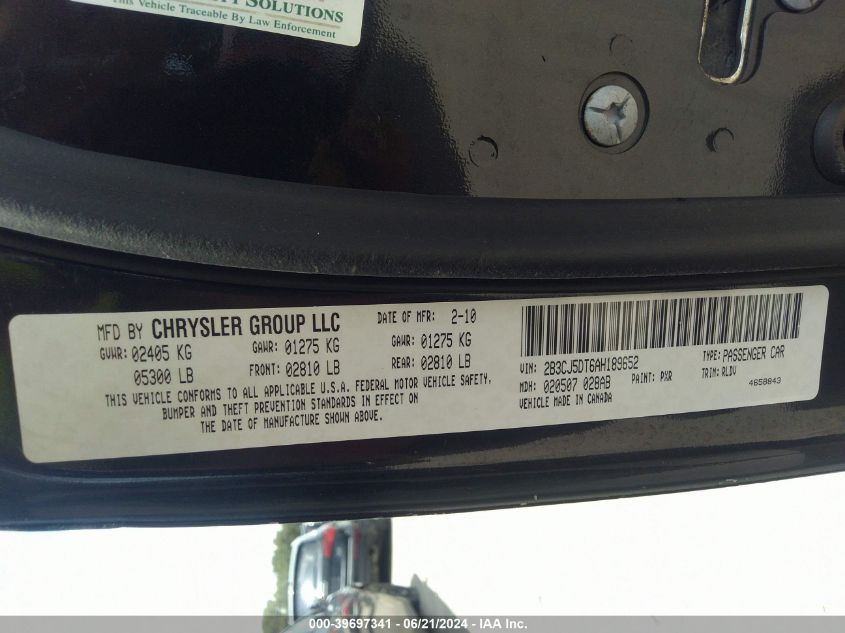 SOLUTIONS
This Vehicle Traceable By Law Enforcement
MFD BY CHRYSLER GROUP LLC
DATE OF MFR: 2-10
GVWR: 02405 KG
GAWR: 01275 KG
GAWR: 01275 KG
05300 LB
FRONT: 02810 LB
REAR: 02810 LB
THIS VEHICLE CONFORMS TO ALL APPLICABLE U.S.A. FEDERAL MOTOR VEHICLE SAFETY,
BUMPER AND THEFT PREVENTION STANDARDS IN EFFECT ON
THE DATE OF MANUFACTURE SHOWN ABOVE.
VIN: 2B3CJ5DT6AH189652
TYPE: PASSENGER CAR
MDH: 020507 028AB
PAINT: PXR
TRIM: RLDV
VEHICLE MADE IN CANADA
4658843
000-39697341 - 06/21/2024 - IAA Inc.